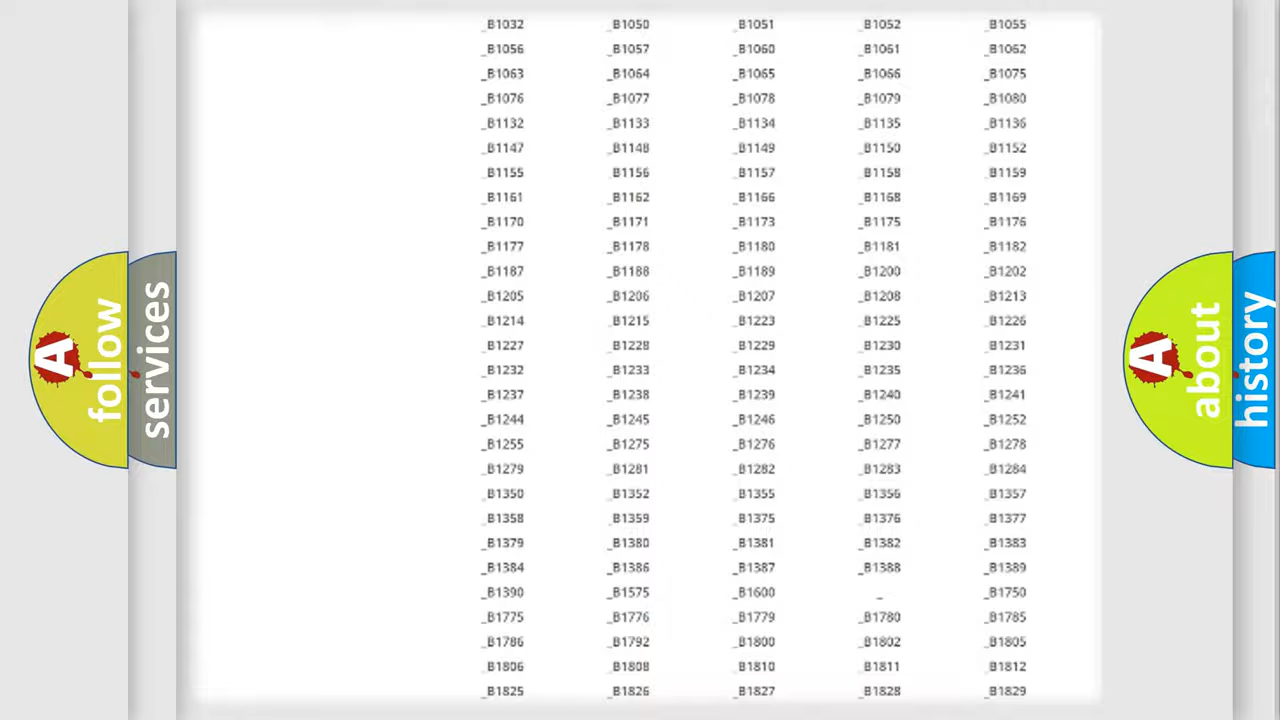 _B1032 _B1050 _B1051 _B1052 _B1055
_B1056 _B1057 _B1060 _B1061 _B1062
_B1063 _B1064 _B1065 _B1066 _B1075
_B1076 _B1077 _B1078 _B1079 _B1080
_B1132 _B1133 _B1134 _B1135 _B1136
_B1147 _B1148 _B1149 _B1150 _B1152
_B1155 _B1156 _B1157 _B1158 _B1159
_B1161 _B1162 _B1166 _B1168 _B1169
_B1170 _B1171 _B1173 _B1175 _B1176
_B1177 _B1178 _B1180 _B1181 _B1182
_B1187 _B1188 _B1189 _B1200 _B1202
_B1205 _B1206 _B1207 _B1208 _B1213
_B1214 _B1215 _B1223 _B1225 _B1226
_B1227 _B1228 _B1229 _B1230 _B1231
_B1232 _B1233 _B1234 _B1235 _B1236
_B1237 _B1238 _B1239 _B1240 _B1241
_B1244 _B1245 _B1246 _B1250 _B1252
_B1255 _B1275 _B1276 _B1277 _B1278
_B1279 _B1281 _B1282 _B1283 _B1284
_B1350 _B1352 _B1355 _B1356 _B1357
_B1358 _B1359 _B1375 _B1376 _B1377
_B1379 _B1380 _B1381 _B1382 _B1383
_B1384 _B1386 _B1387 _B1388 _B1389
_B1390 _B1575 _B1600 _ _B1750
_B1775 _B1776 _B1779 _B1780 _B1785
_B1786 _B1792 _B1800 _B1802 _B1805
_B1806 _B1808 _B1810 _B1811 _B1812
_B1825 _B1826 _B1827 _B1828 _B1829
A follow
services
A about
history